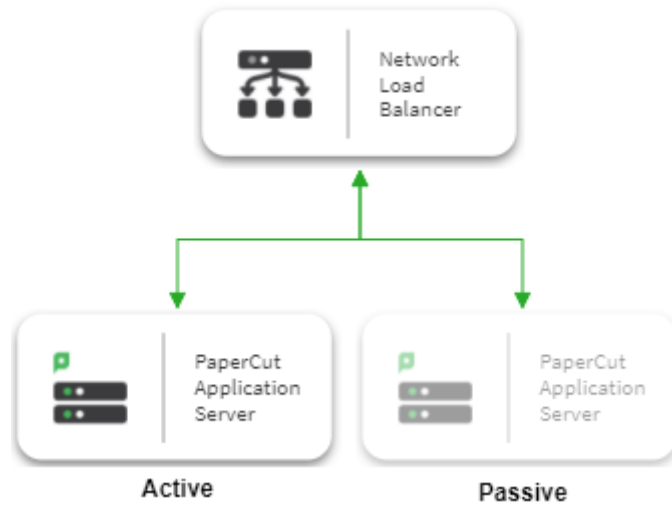 Network
Load
Balancer
PaperCut
Application
Server
PaperCut
Application
Server
Active
Passive